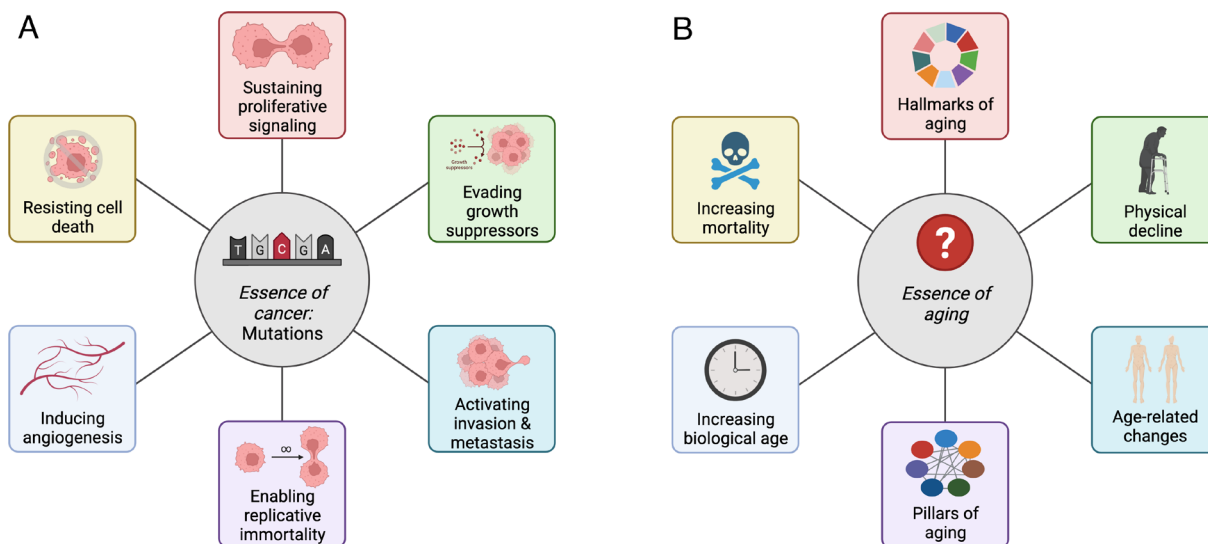 A
Sustaining
proliferative
signaling
Resisting cell
death
Growth
suppressors
Evading
growth
suppressors
T G C G A
Essence of
cancer:
Mutations
Inducing
angiogenesis
Activating
invasion &
metastasis
∞
Enabling
replicative
immortality
B
Hallmarks of
aging
Increasing
mortality
Physical
decline
?
Essence of
aging
Increasing
biological age
Age-related
changes
Pillars of
aging